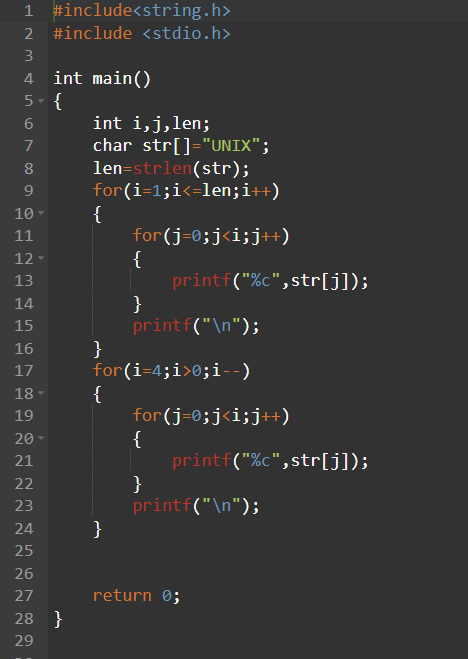 1 #include<string.h>
2 #include <stdio.h>
3
4 int main()
5 {
6     int i,j,len;
7     char str[]="UNIX";
8     len=strlen(str);
9     for(i=1;i<=len;i++)
10     {
11         for(j=0;j<i;j++)
12         {
13             printf("%c",str[j]);
14         }
15         printf("\n");
16     }
17     for(i=4;i>0;i--)
18     {
19         for(j=0;j<i;j++)
20         {
21             printf("%c",str[j]);
22         }
23         printf("\n");
24     }
25
26
27     return 0;
28 }
29